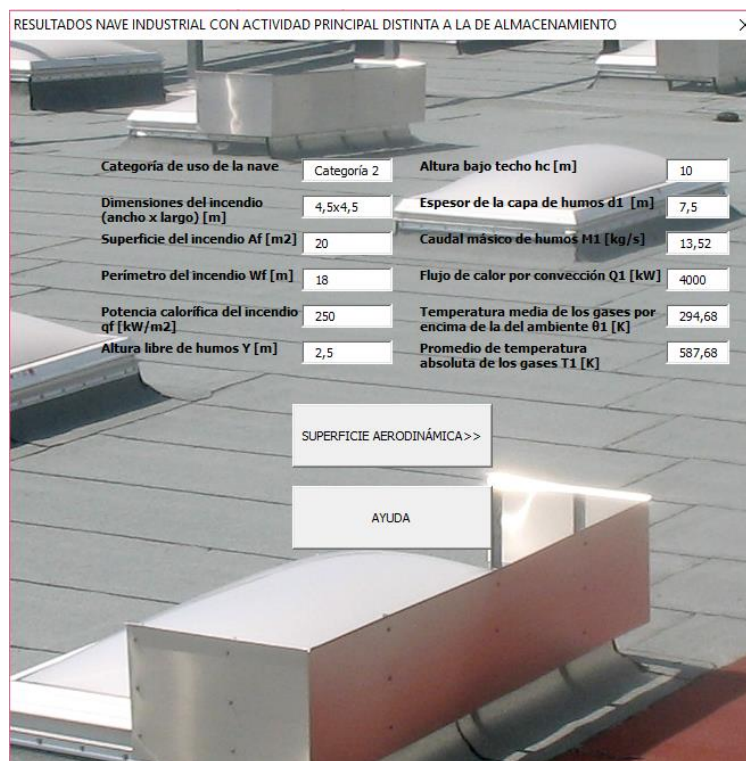 RESULTADOS NAVE INDUSTRIAL CON ACTIVIDAD PRINCIPAL DISTINTA A LA DE ALMACENAMIENTO
Categoría de uso de la nave
Categoría 2
Dimensiones del incendio
(ancho x largo) [m]
4,5x4,5
Superficie del incendio Af [m2]
20
Perímetro del incendio Wf [m]
18
Potencia calorífica del incendio
qf [kW/m2]
250
Altura libre de humos Y [m]
2,5
Altura bajo techo hc [m]
10
Espesor de la capa de humos d1 [m]
7,5
Caudal másico de humos M1 [kg/s]
13,52
Flujo de calor por convección Q1 [kW]
4000
Temperatura media de los gases por
encima de la del ambiente θ1 [K]
294,68
Promedio de temperatura
absoluta de los gases T1 [K]
587,68
SUPERFICIE AERODINÁMICA>>
AYUDA